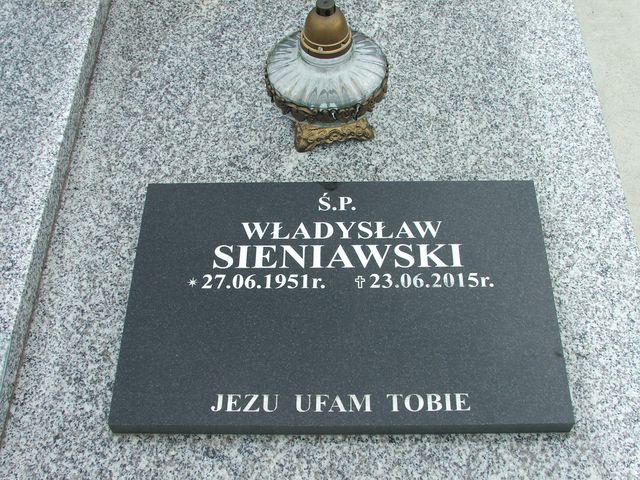 Ś.P.
WŁADYSŁAW
SIENIAWSKI
* 27.06.1951r. ✝ 23.06.2015r.
JEZU UFAM TOBIE